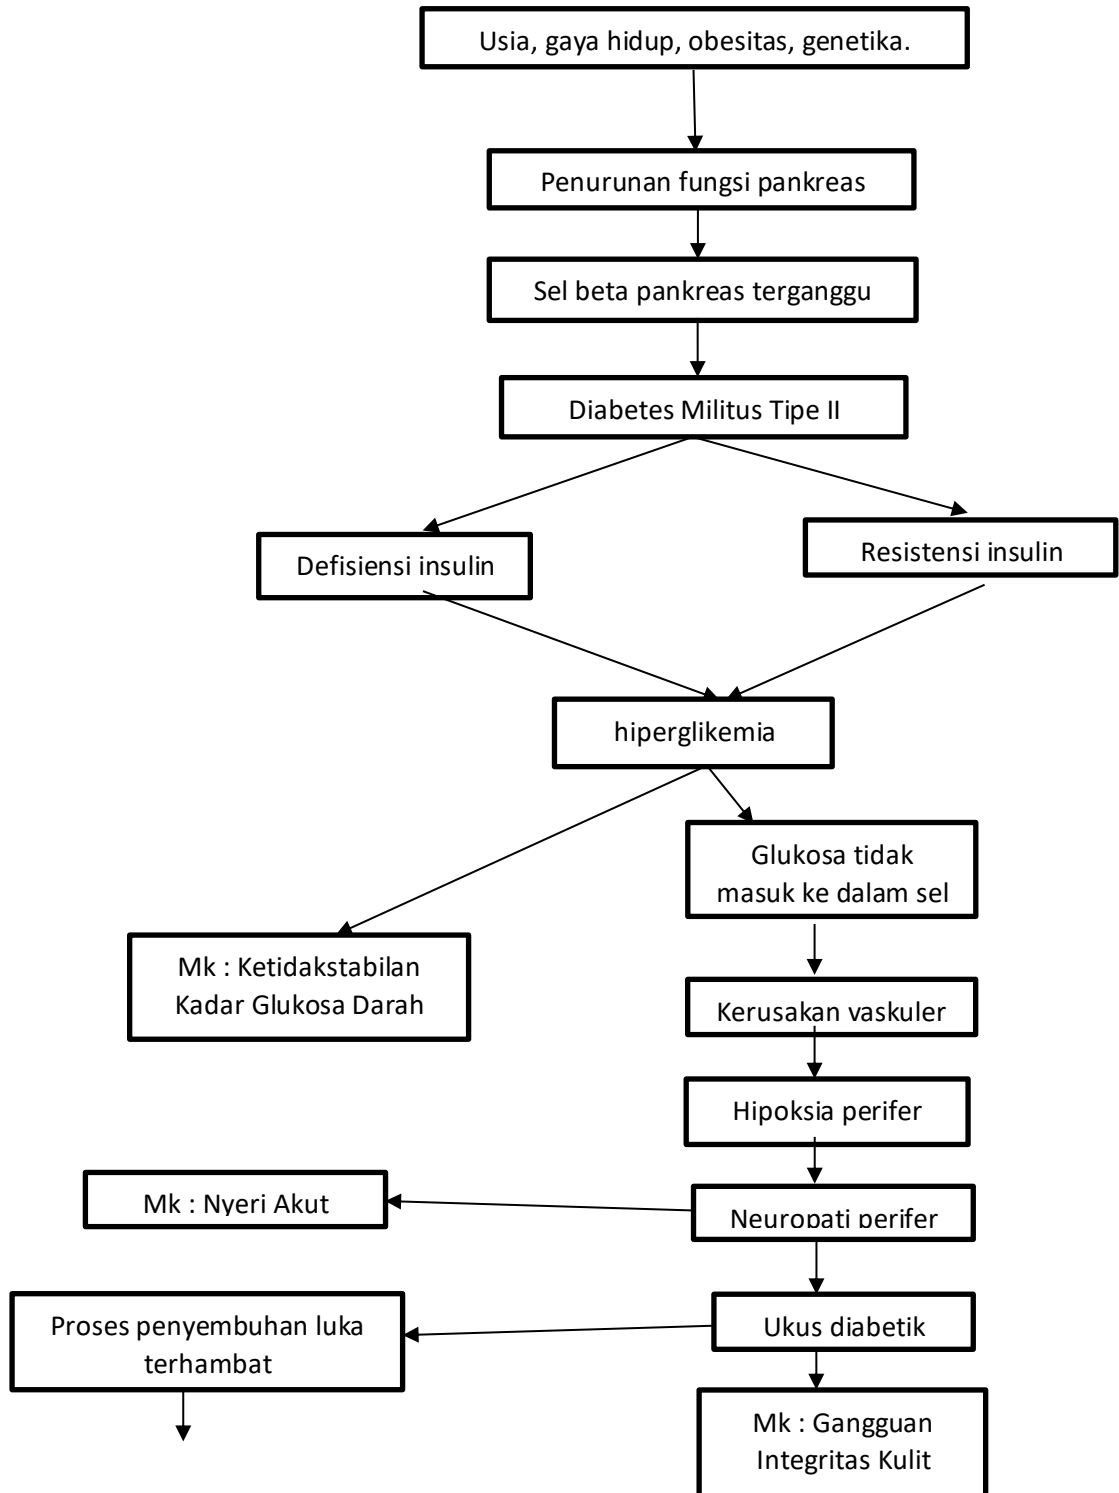 Usia, gaya hidup, obesitas, genetika.
Penurunan fungsi pankreas
Sel beta pankreas terganggu
Diabetes Militus Tipe II
Defisiensi insulin
Resistensi insulin
hiperglikemia
Glukosa tidak
masuk ke dalam sel
Mk : Ketidakstabilan
Kadar Glukosa Darah
Kerusakan vaskuler
Hipoksia perifer
Mk : Nyeri Akut
Neuropati perifer
Proses penyembuhan luka
terhambat
Ukus diabetik
Mk : Gangguan
Integritas Kulit